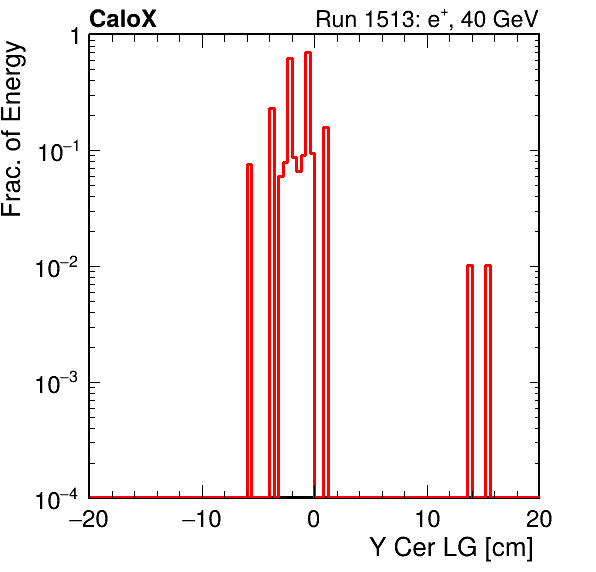 CaloX Run 1513: e⁺, 40 GeV
Frac. of Energy
1
10⁻¹
10⁻²
10⁻³
10⁻⁴
−20 −10 0 10 20
Y Cer LG [cm]